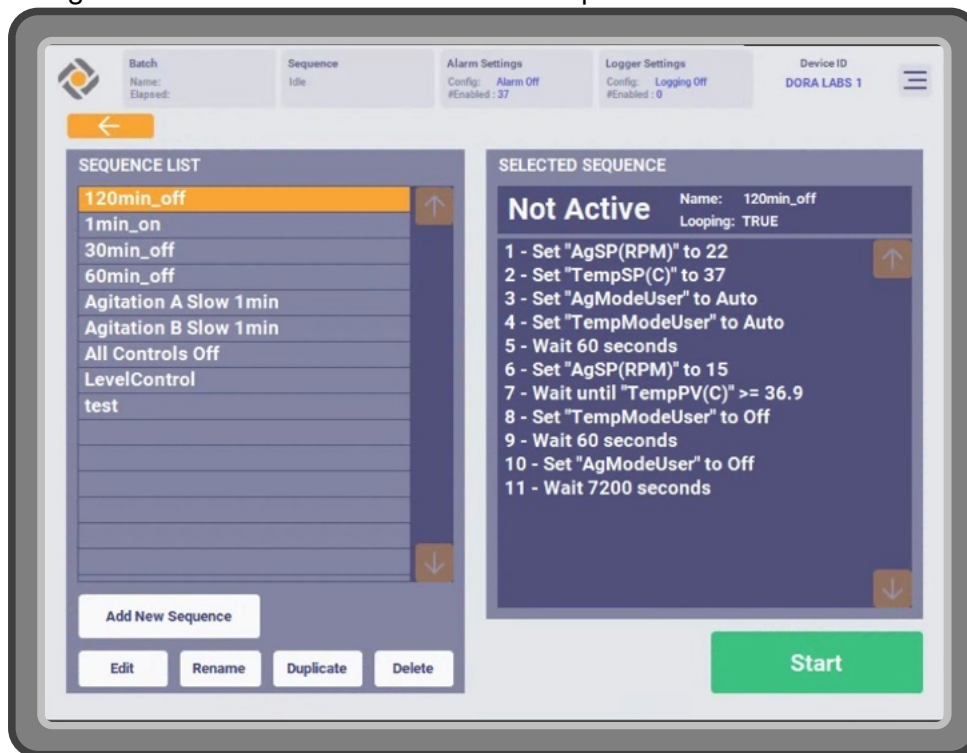 Batch
Name:
Elapsed:
Sequence
Idle
Alarm Settings
Config: Alarm Off
#Enabled : 37
Logger Settings
Config: Logging Off
#Enabled : 0
Device ID
DORA LABS 1
SEQUENCE LIST
120min_off
1min_on
30min_off
60min_off
Agitation A Slow 1min
Agitation B Slow 1min
All Controls Off
LevelControl
test
Add New Sequence
Edit Rename Duplicate Delete
SELECTED SEQUENCE
Not Active
Name: 120min_off
Looping: TRUE
1 - Set "AgSP(RPM)" to 22
2 - Set "TempSP(C)" to 37
3 - Set "AgModeUser" to Auto
4 - Set "TempModeUser" to Auto
5 - Wait 60 seconds
6 - Set "AgSP(RPM)" to 15
7 - Wait until "TempPV(C)" >= 36.9
8 - Set "TempModeUser" to Off
9 - Wait 60 seconds
10 - Set "AgModeUser" to Off
11 - Wait 7200 seconds
Start